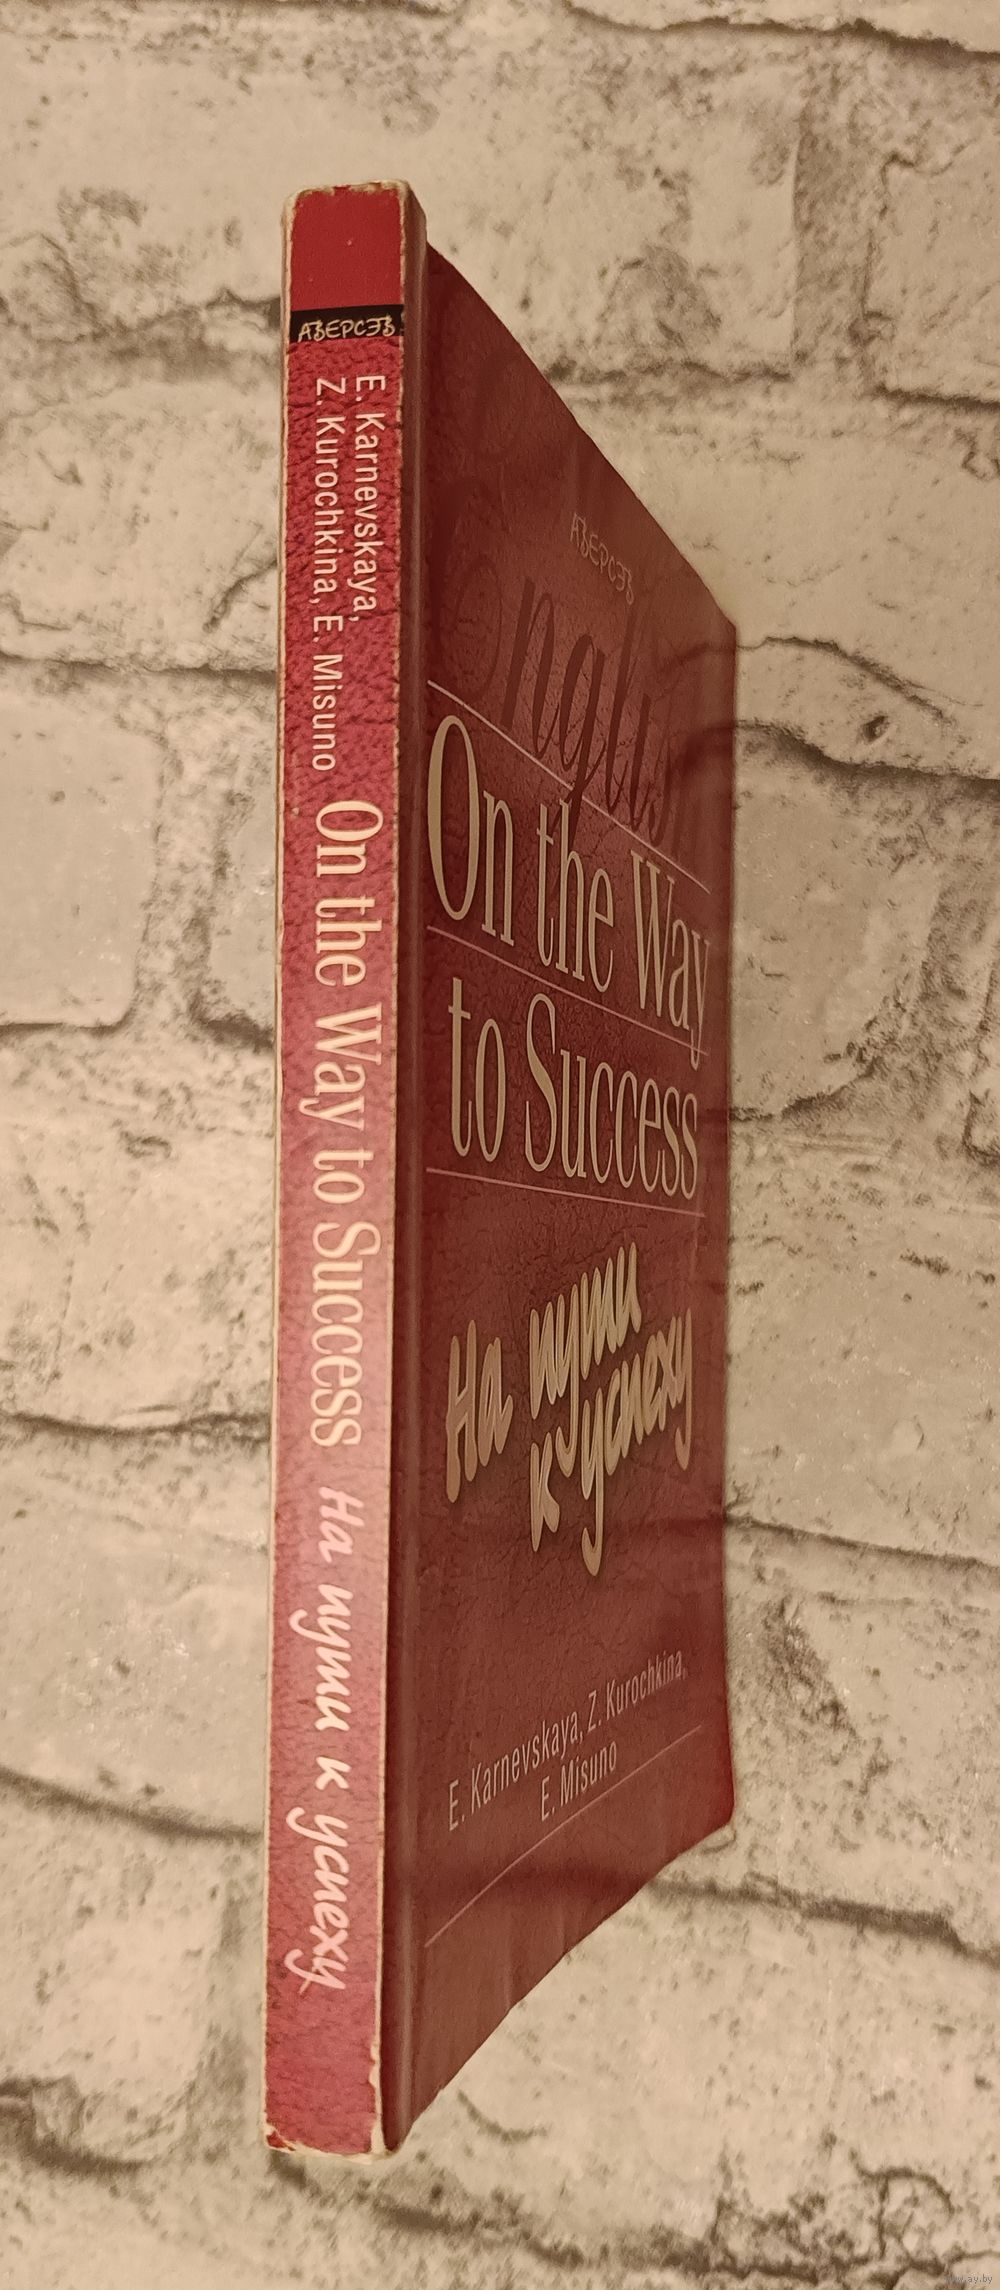 АВЕРСЭВ
E. Karnevskaya,
Z. Kurochkina, E. Misuno
On the Way to Success На пути к успеху
АВЕРСЭВ
English
On the Way
to Success
На пути
к успеху
E. Karnevskaya, Z. Kurochkina,
E. Misuno